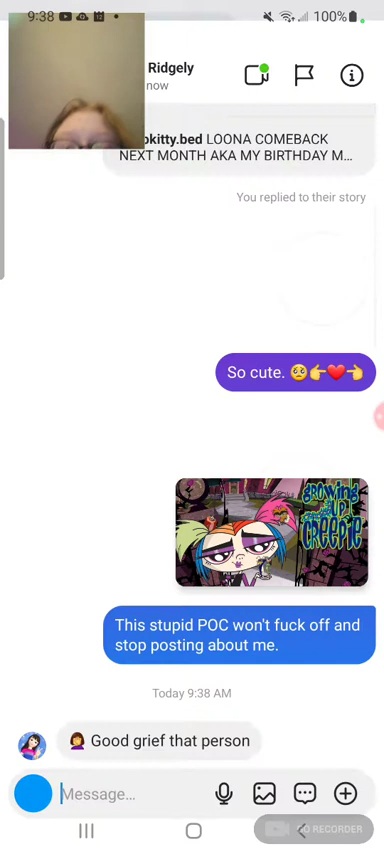 9:38
100%
Ridgely
now
okitty.bed LOONA COMEBACK
NEXT MONTH AKA MY BIRTHDAY M...
You replied to their story
So cute. 🥺👉❤️👈
growing
up
CREEPIE
This stupid POC won't fuck off and
stop posting about me.
Today 9:38 AM
🤦‍♀️ Good grief that person
Message...
GO RECORDER